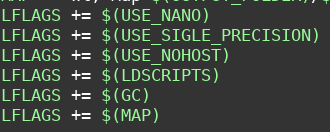 LFLAGS += $(USE_NANO)
LFLAGS += $(USE_SIGLE_PRECISION)
LFLAGS += $(USE_NOHOST)
LFLAGS += $(LDSCRIPTS)
LFLAGS += $(GC)
LFLAGS += $(MAP)